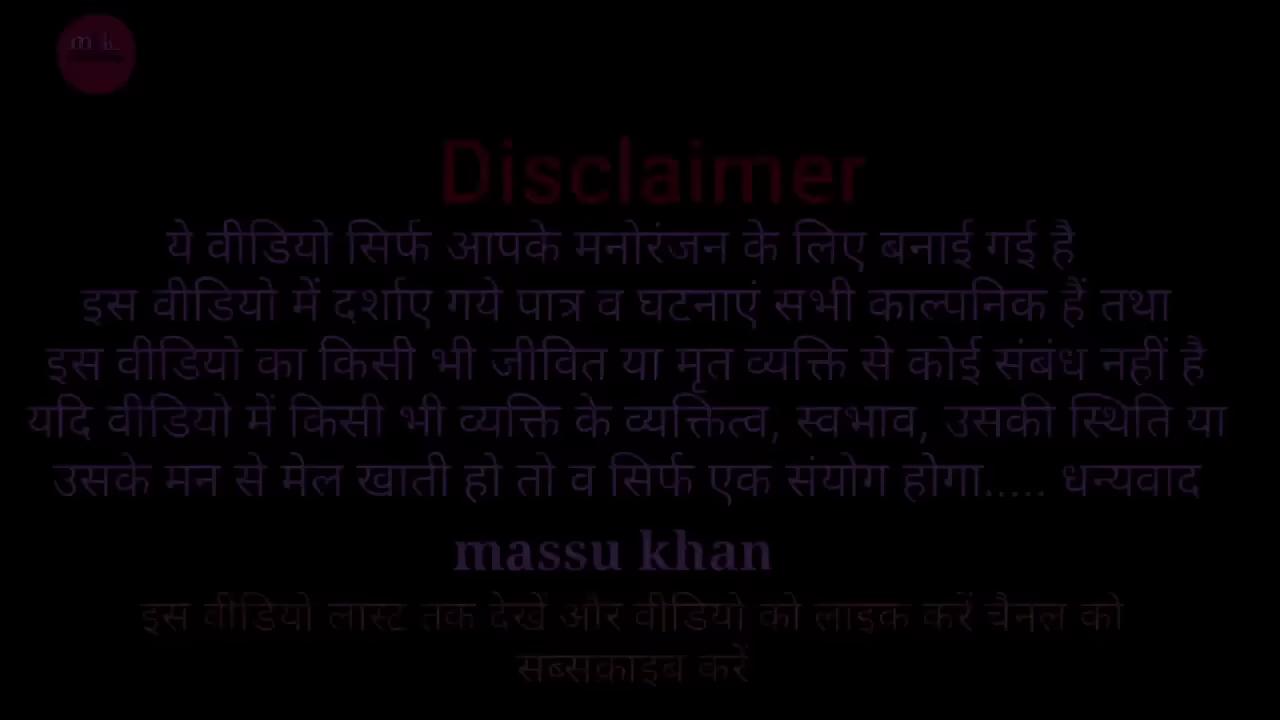 m k
Disclaimer
ये वीडियो सिर्फ आपके मनोरंजन के लिए बनाई गई है
इस वीडियो में दर्शाए गये पात्र व घटनाएं सभी काल्पनिक हैं तथा
इस वीडियो का किसी भी जीवित या मृत व्यक्ति से कोई संबंध नहीं है
यदि वीडियो में किसी भी व्यक्ति के व्यक्तित्व, स्वभाव, उसकी स्थिति या
उसके मन से मेल खाती हो तो व सिर्फ एक संयोग होगा..... धन्यवाद
massu khan
इस वीडियो लास्ट तक देखें और वीडियो को लाइक करें चैनल को
सब्सक्राइब करें